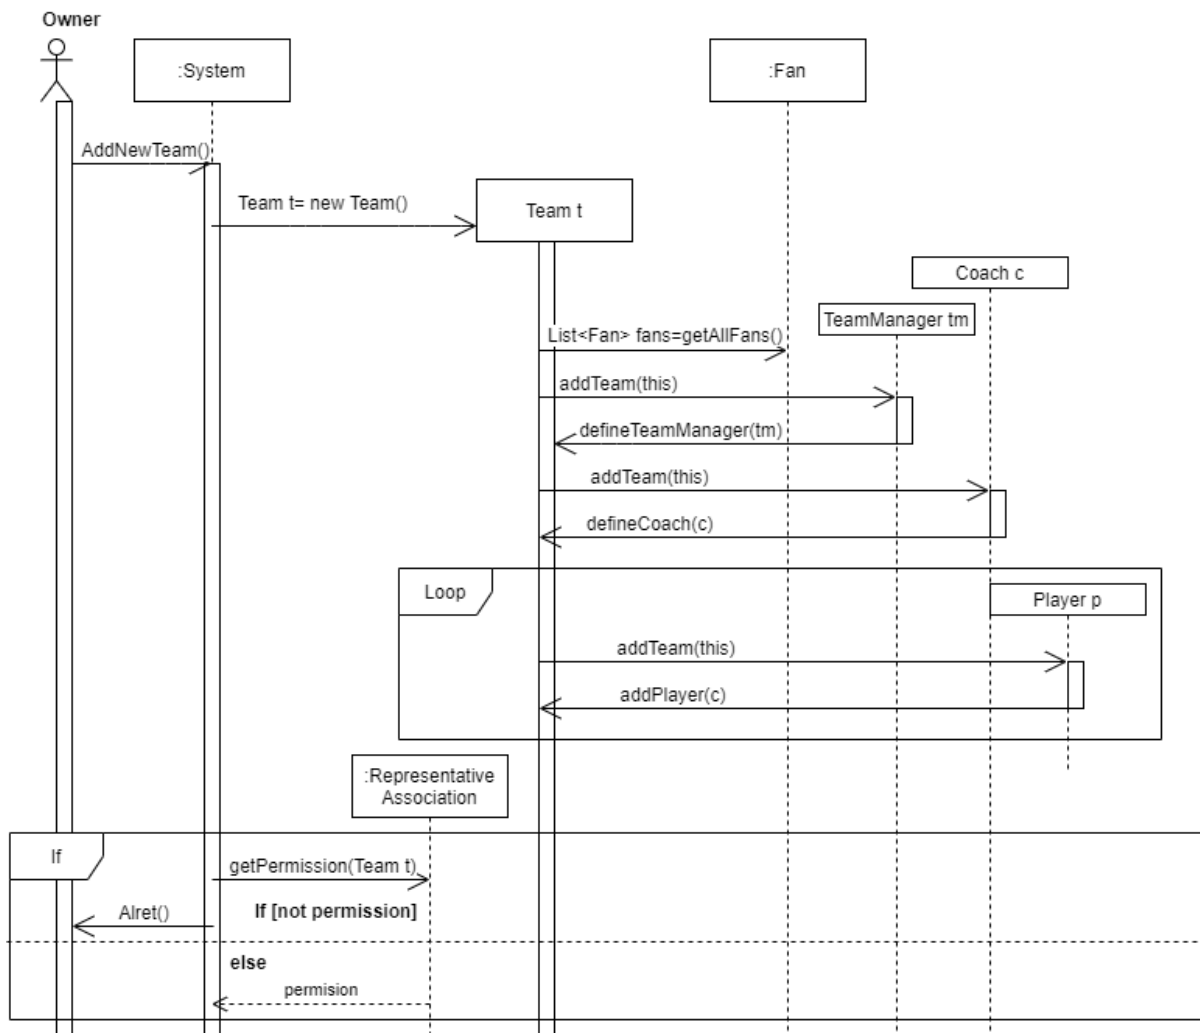 Owner
:System
:Fan
AddNewTeam()
Team t= new Team()
Team t
Coach c
TeamManager tm
List<Fan> fans=getAllFans()
addTeam(this)
defineTeamManager(tm)
addTeam(this)
defineCoach(c)
Loop
Player p
addTeam(this)
addPlayer(c)
:Representative
Association
If
getPermission(Team t)
Alret()
If [not permission]
else
permision